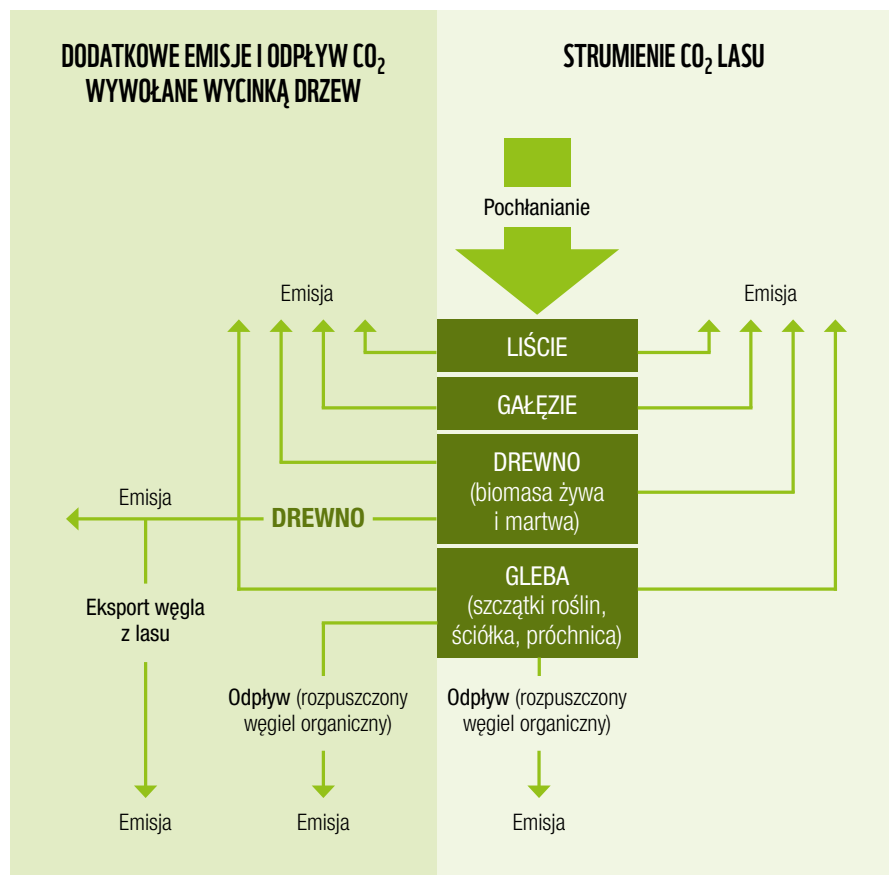 DODATKOWE EMISJE I ODPŁYW CO₂
WYWOŁANE WYCINKĄ DRZEW
STRUMIENIE CO₂ LASU
Pochłanianie
Emisja
Emisja
LIŚCIE
GAŁĘZIE
DREWNO
(biomasa żywa
i martwa)
Emisja
DREWNO
GLEBA
(szczątki roślin,
ściółka, próchnica)
Eksport węgla
z lasu
Odpływ (rozpuszczony
węgiel organiczny)
Odpływ (rozpuszczony
węgiel organiczny)
Emisja
Emisja
Emisja